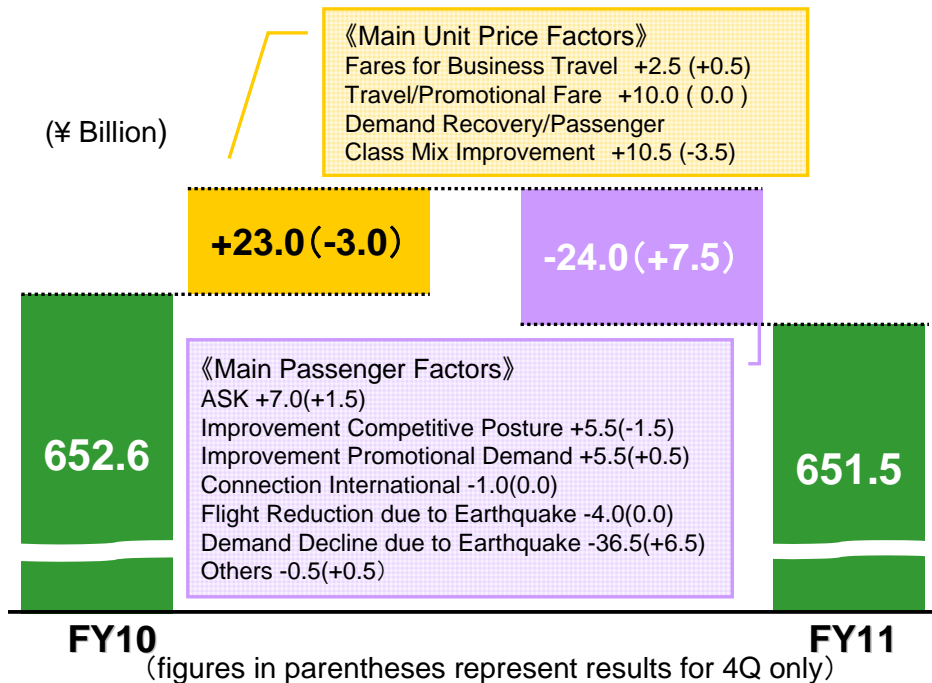 《Main Unit Price Factors》
Fares for Business Travel +2.5 (+0.5)
Travel/Promotional Fare +10.0 ( 0.0 )
Demand Recovery/Passenger
Class Mix Improvement +10.5 (-3.5)
(¥ Billion)
+23.0(-3.0)
-24.0(+7.5)
《Main Passenger Factors》
ASK +7.0(+1.5)
Improvement Competitive Posture +5.5(-1.5)
Improvement Promotional Demand +5.5(+0.5)
Connection International -1.0(0.0)
Flight Reduction due to Earthquake -4.0(0.0)
Demand Decline due to Earthquake -36.5(+6.5)
Others -0.5(+0.5)
652.6
651.5
FY10
FY11
(figures in parentheses represent results for 4Q only)